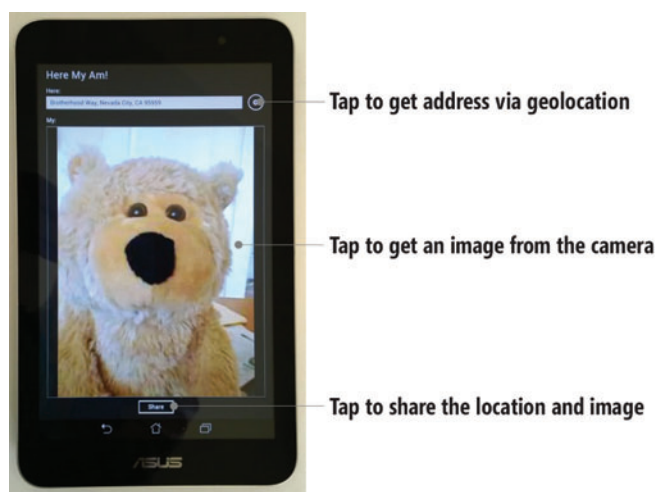 Here My Am!
Here:
Brotherhood Way, Nevada City, CA 95959
Tap to get address via geolocation
My:
Tap to get an image from the camera
Share
Tap to share the location and image
ASUS